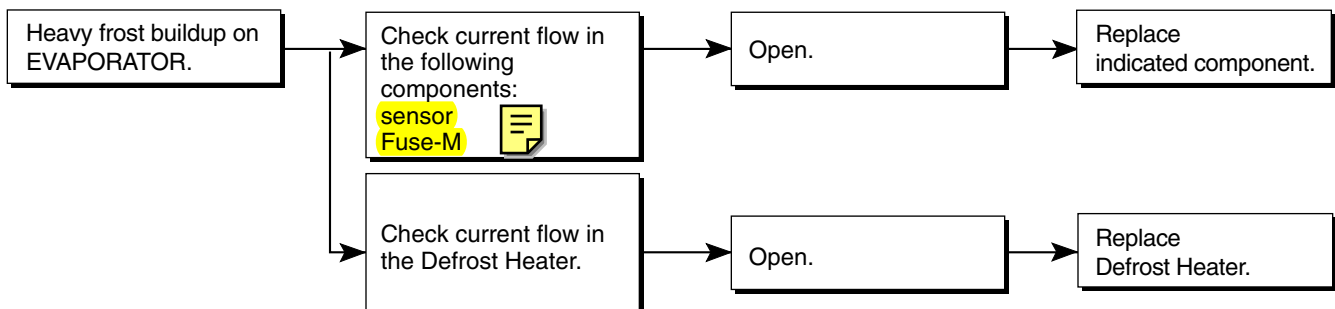 Heavy frost buildup on
EVAPORATOR.
Check current flow in
the following
components:
sensor
Fuse-M
Open.
Replace
indicated component.
Check current flow in
the Defrost Heater.
Open.
Replace
Defrost Heater.